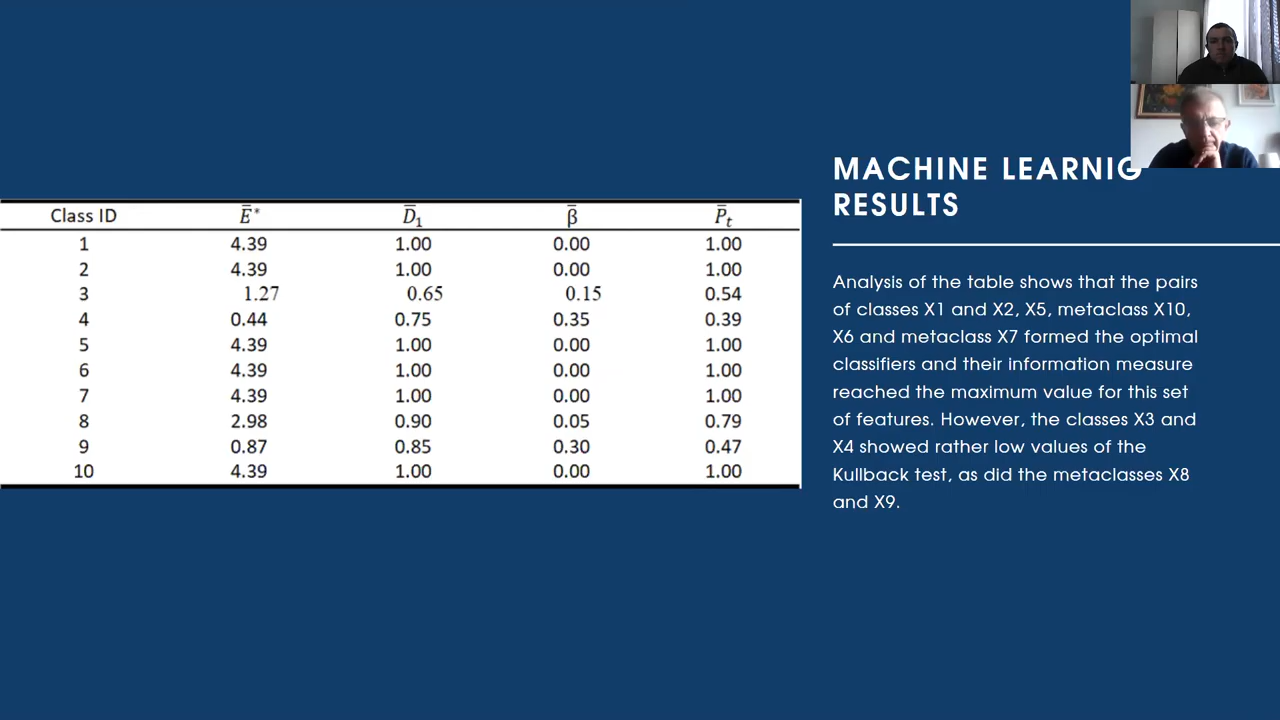 MACHINE LEARNIG
RESULTS
Class ID Ē* D̄₁ β̄ P̄ₜ
1 4.39 1.00 0.00 1.00
2 4.39 1.00 0.00 1.00
3 1.27 0.65 0.15 0.54
4 0.44 0.75 0.35 0.39
5 4.39 1.00 0.00 1.00
6 4.39 1.00 0.00 1.00
7 4.39 1.00 0.00 1.00
8 2.98 0.90 0.05 0.79
9 0.87 0.85 0.30 0.47
10 4.39 1.00 0.00 1.00
Analysis of the table shows that the pairs
of classes X1 and X2, X5, metaclass X10,
X6 and metaclass X7 formed the optimal
classifiers and their information measure
reached the maximum value for this set
of features. However, the classes X3 and
X4 showed rather low values of the
Kullback test, as did the metaclasses X8
and X9.